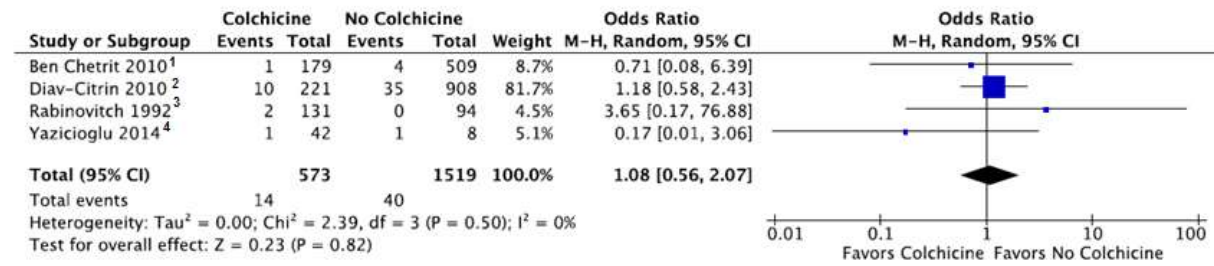 Colchicine No Colchicine Odds Ratio Odds Ratio
Study or Subgroup Events Total Events Total Weight M-H, Random, 95% CI M-H, Random, 95% CI
Ben Chetrit 2010¹ 1 179 4 509 8.7% 0.71 [0.08, 6.39]
Diav-Citrin 2010² 10 221 35 908 81.7% 1.18 [0.58, 2.43]
Rabinovitch 1992³ 2 131 0 94 4.5% 3.65 [0.17, 76.88]
Yazicioglu 2014⁴ 1 42 1 8 5.1% 0.17 [0.01, 3.06]
Total (95% CI) 573 1519 100.0% 1.08 [0.56, 2.07]
Total events 14 40
Heterogeneity: Tau² = 0.00; Chi² = 2.39, df = 3 (P = 0.50); I² = 0%
Test for overall effect: Z = 0.23 (P = 0.82)
0.01 0.1 1 10 100
Favors Colchicine Favors No Colchicine